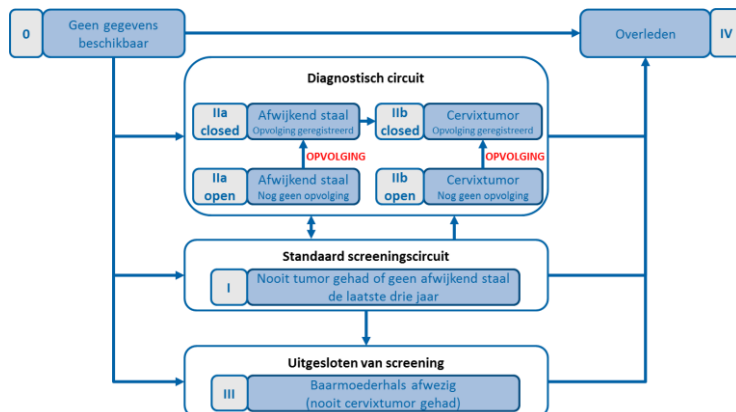 0
Geen gegevens
beschikbaar
Overleden
IV
Diagnostisch circuit
IIa
closed
Afwijkend staal
Opvolging geregistreerd
IIb
closed
Cervixtumor
Opvolging geregistreerd
OPVOLGING
OPVOLGING
IIa
open
Afwijkend staal
Nog geen opvolging
IIb
open
Cervixtumor
Nog geen opvolging
Standaard screeningscircuit
I
Nooit tumor gehad of geen afwijkend staal
de laatste drie jaar
Uitgesloten van screening
III
Baarmoederhals afwezig
(nooit cervixtumor gehad)